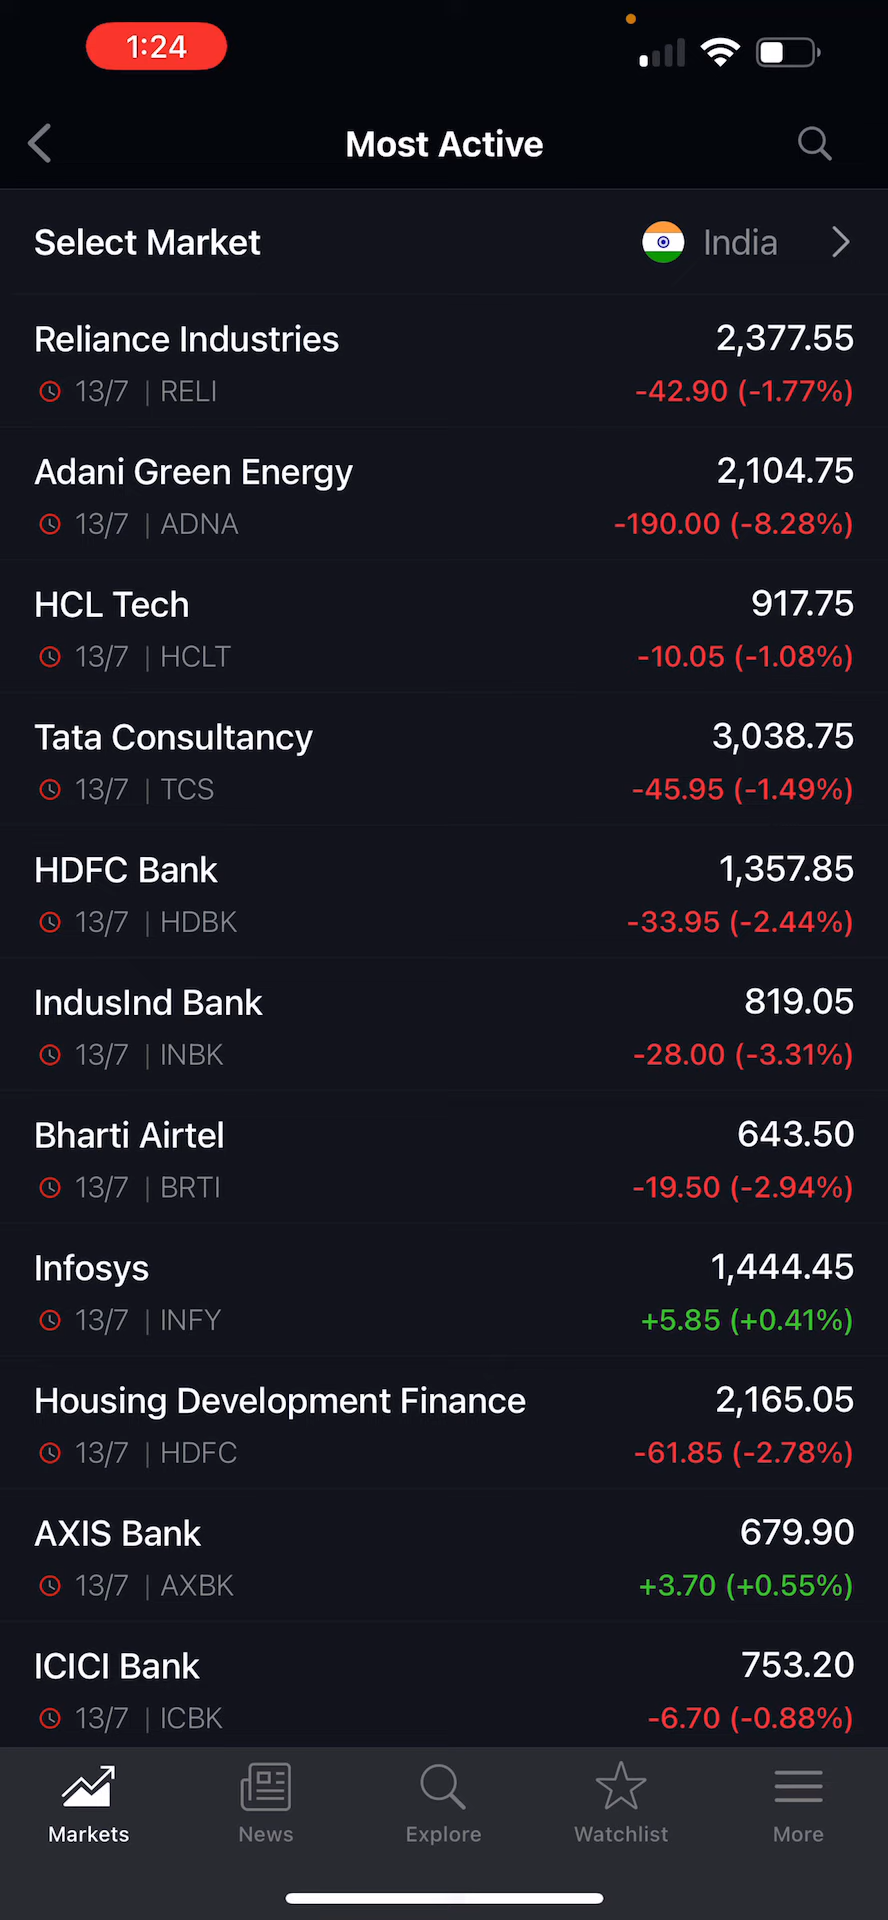 1:24
Most Active
Select Market India
Reliance Industries 2,377.55
13/7 | RELI -42.90 (-1.77%)
Adani Green Energy 2,104.75
13/7 | ADNA -190.00 (-8.28%)
HCL Tech 917.75
13/7 | HCLT -10.05 (-1.08%)
Tata Consultancy 3,038.75
13/7 | TCS -45.95 (-1.49%)
HDFC Bank 1,357.85
13/7 | HDBK -33.95 (-2.44%)
IndusInd Bank 819.05
13/7 | INBK -28.00 (-3.31%)
Bharti Airtel 643.50
13/7 | BRTI -19.50 (-2.94%)
Infosys 1,444.45
13/7 | INFY +5.85 (+0.41%)
Housing Development Finance 2,165.05
13/7 | HDFC -61.85 (-2.78%)
AXIS Bank 679.90
13/7 | AXBK +3.70 (+0.55%)
ICICI Bank 753.20
13/7 | ICBK -6.70 (-0.88%)
Markets News Explore Watchlist More